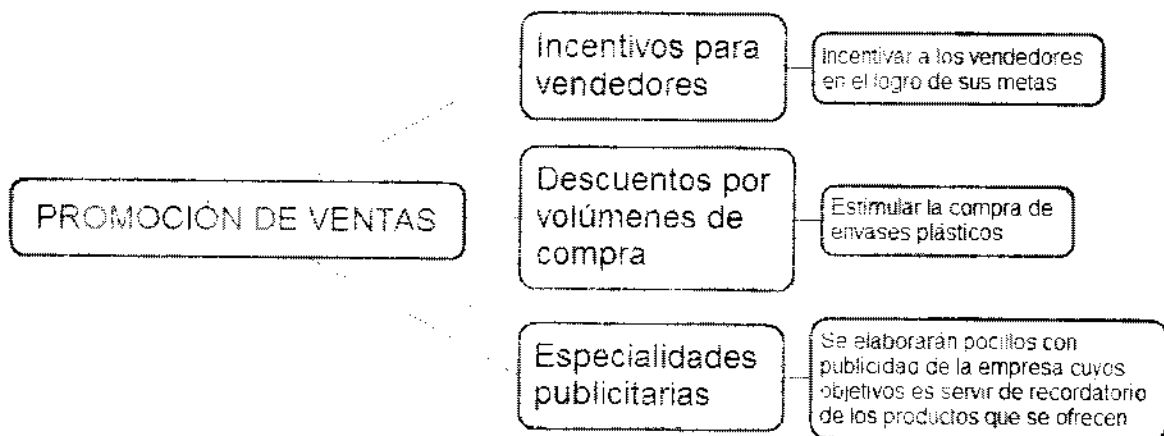 PROMOCIÓN DE VENTAS
Incentivos para
vendedores
Incentivar a los vendedores
en el logro de sus metas
Descuentos por
volúmenes de
compra
Estimular la compra de
envases plásticos
Especialidades
publicitarias
Se elaborarán pocillos con
publicidad de la empresa cuyos
objetivos es servir de recordatorio
de los productos que se ofrecen